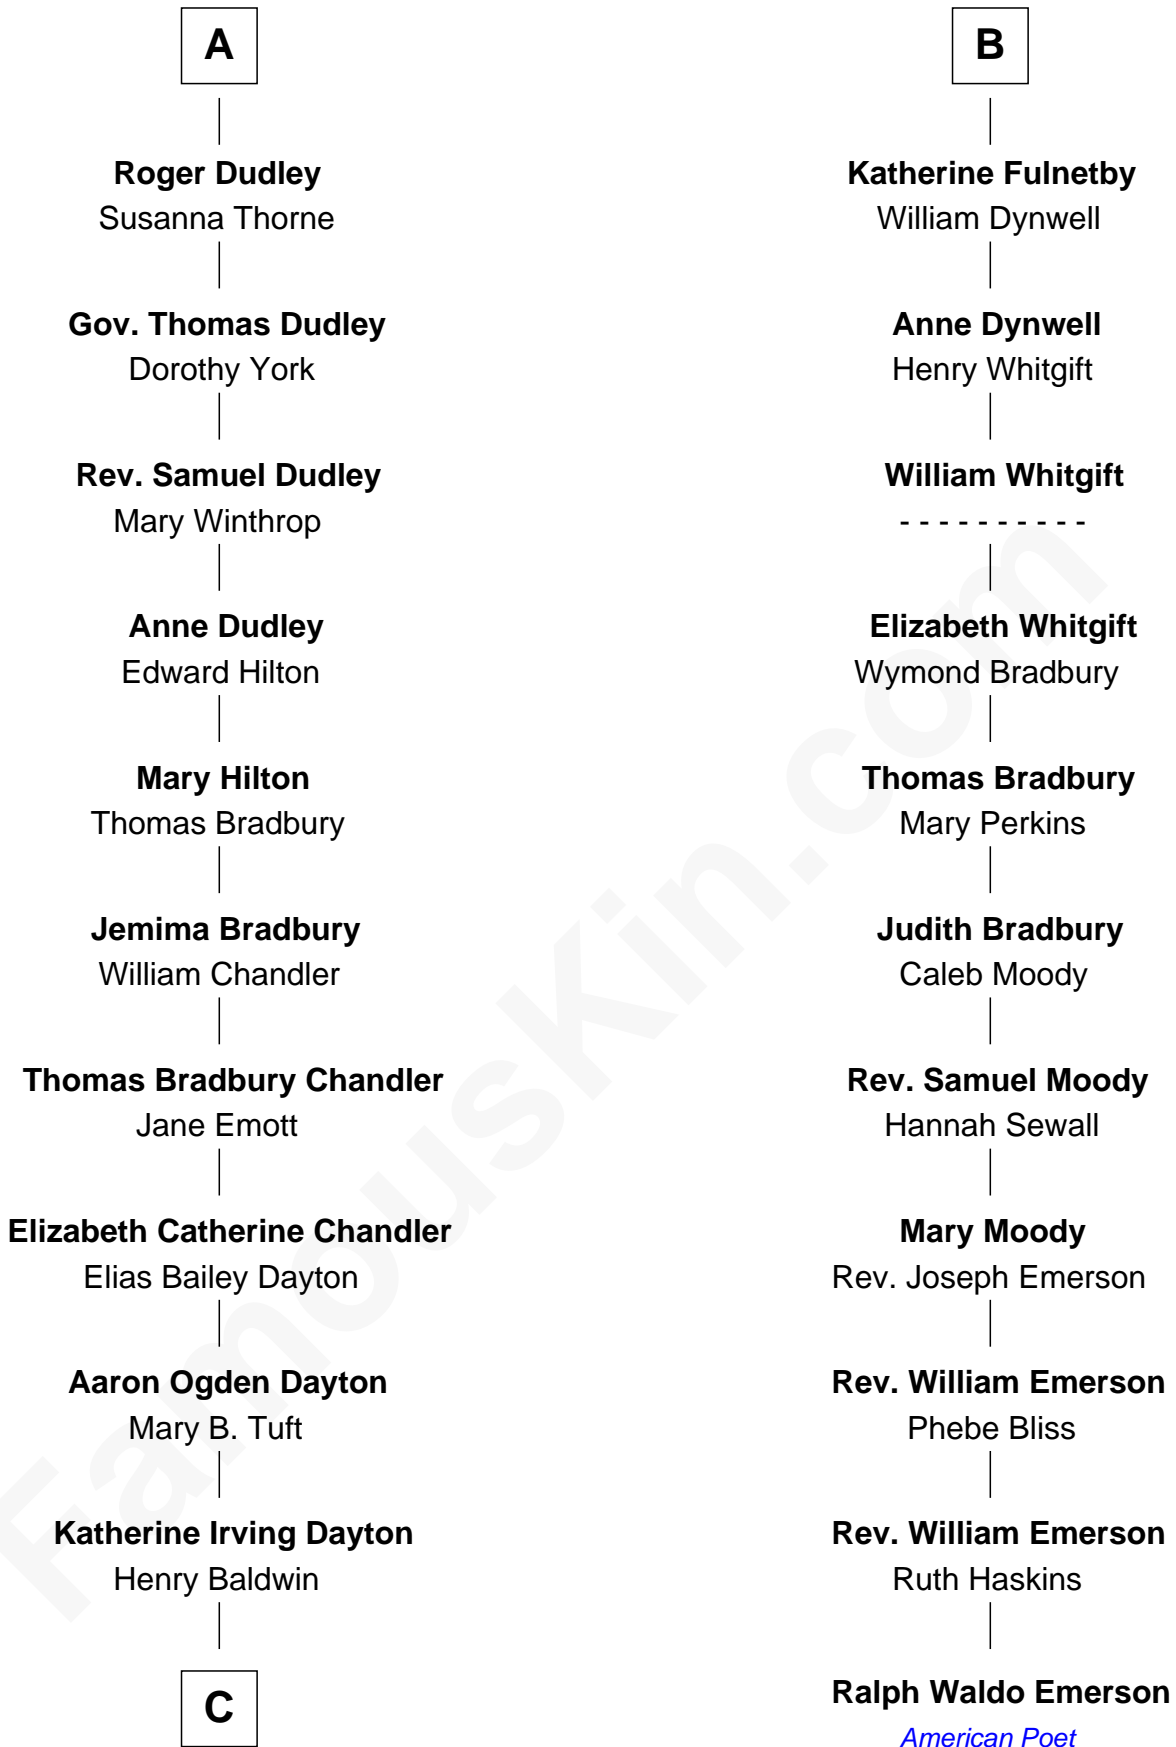 A
Roger Dudley
Susanna Thorne
Gov. Thomas Dudley
Dorothy York
Rev. Samuel Dudley
Mary Winthrop
Anne Dudley
Edward Hilton
Mary Hilton
Thomas Bradbury
Jemima Bradbury
William Chandler
Thomas Bradbury Chandler
Jane Emott
Elizabeth Catherine Chandler
Elias Bailey Dayton
Aaron Ogden Dayton
Mary B. Tuft
Katherine Irving Dayton
Henry Baldwin
C
B
Katherine Fulnetby
William Dynwell
Anne Dynwell
Henry Whitgift
William Whitgift
- - - - - - - - - -
Elizabeth Whitgift
Wymond Bradbury
Thomas Bradbury
Mary Perkins
Judith Bradbury
Caleb Moody
Rev. Samuel Moody
Hannah Sewall
Mary Moody
Rev. Joseph Emerson
Rev. William Emerson
Phebe Bliss
Rev. William Emerson
Ruth Haskins
Ralph Waldo Emerson
American Poet
FamousKin.com